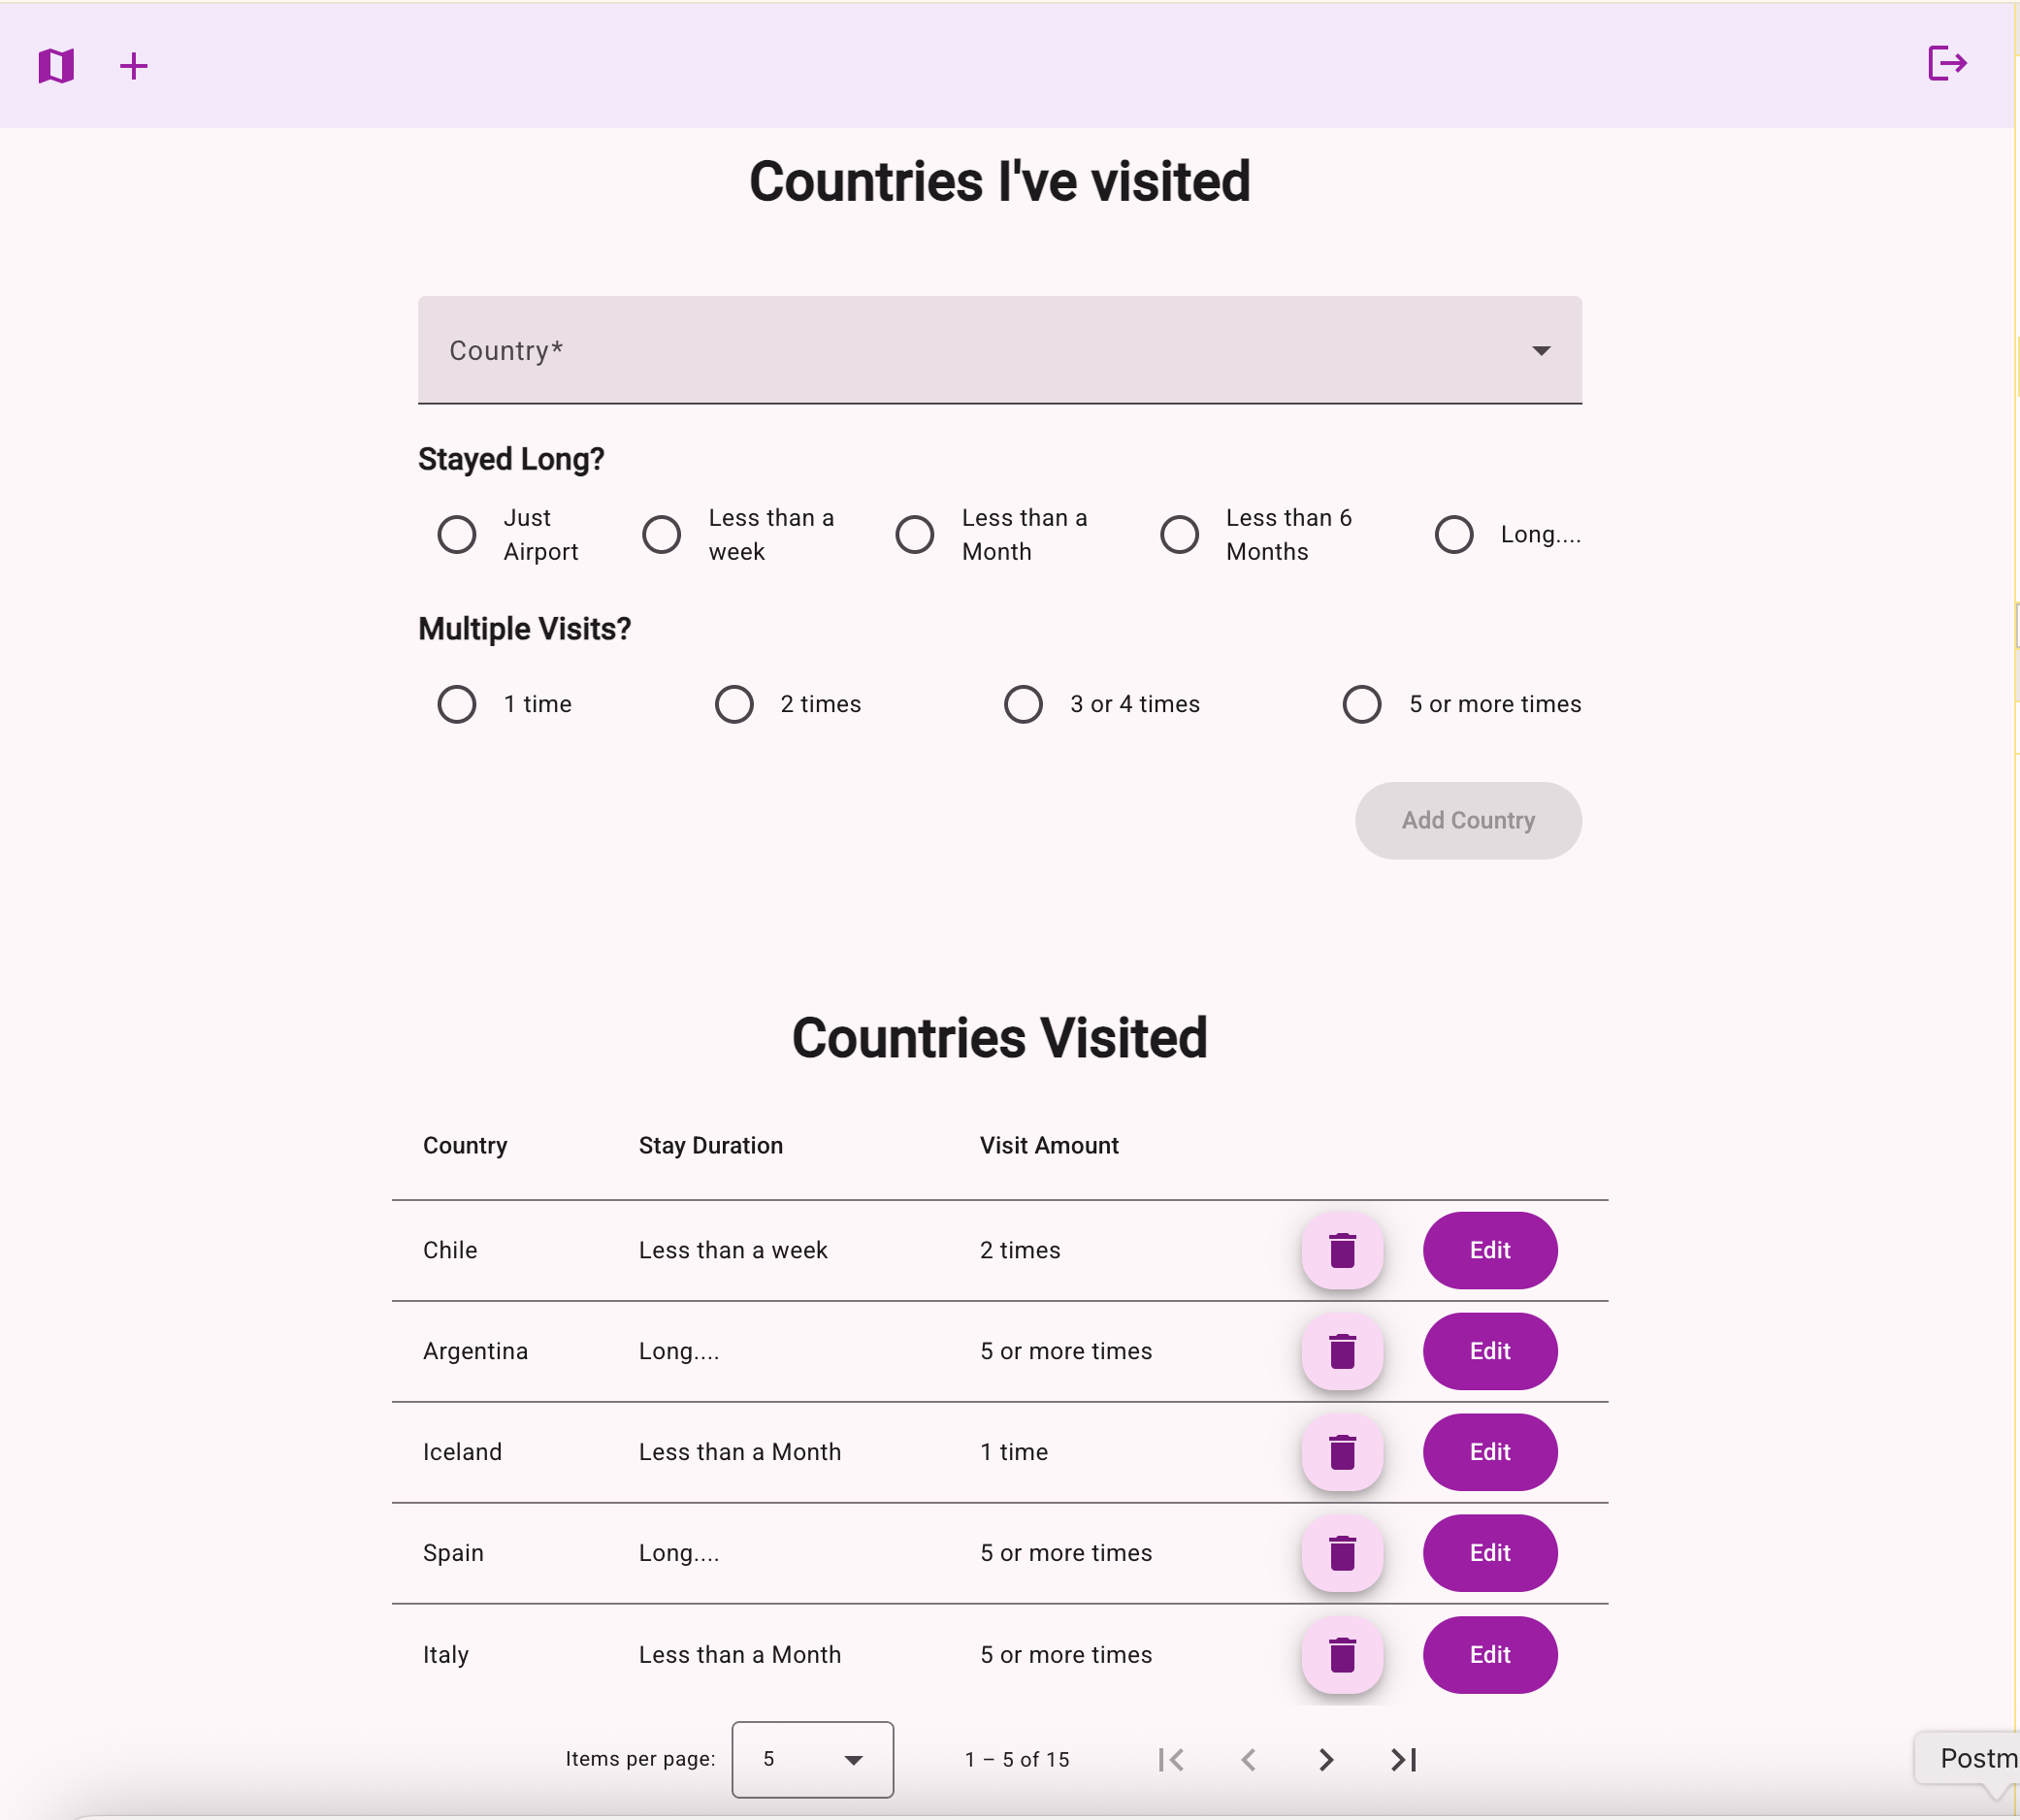 Countries I've visited
Country*
Stayed Long?
Just Airport
Less than a week
Less than a Month
Less than 6 Months
Long....
Multiple Visits?
1 time
2 times
3 or 4 times
5 or more times
Add Country
Countries Visited
Country Stay Duration Visit Amount
Chile Less than a week 2 times Edit
Argentina Long.... 5 or more times Edit
Iceland Less than a Month 1 time Edit
Spain Long.... 5 or more times Edit
Italy Less than a Month 5 or more times Edit
Items per page: 5 1 – 5 of 15
Postm